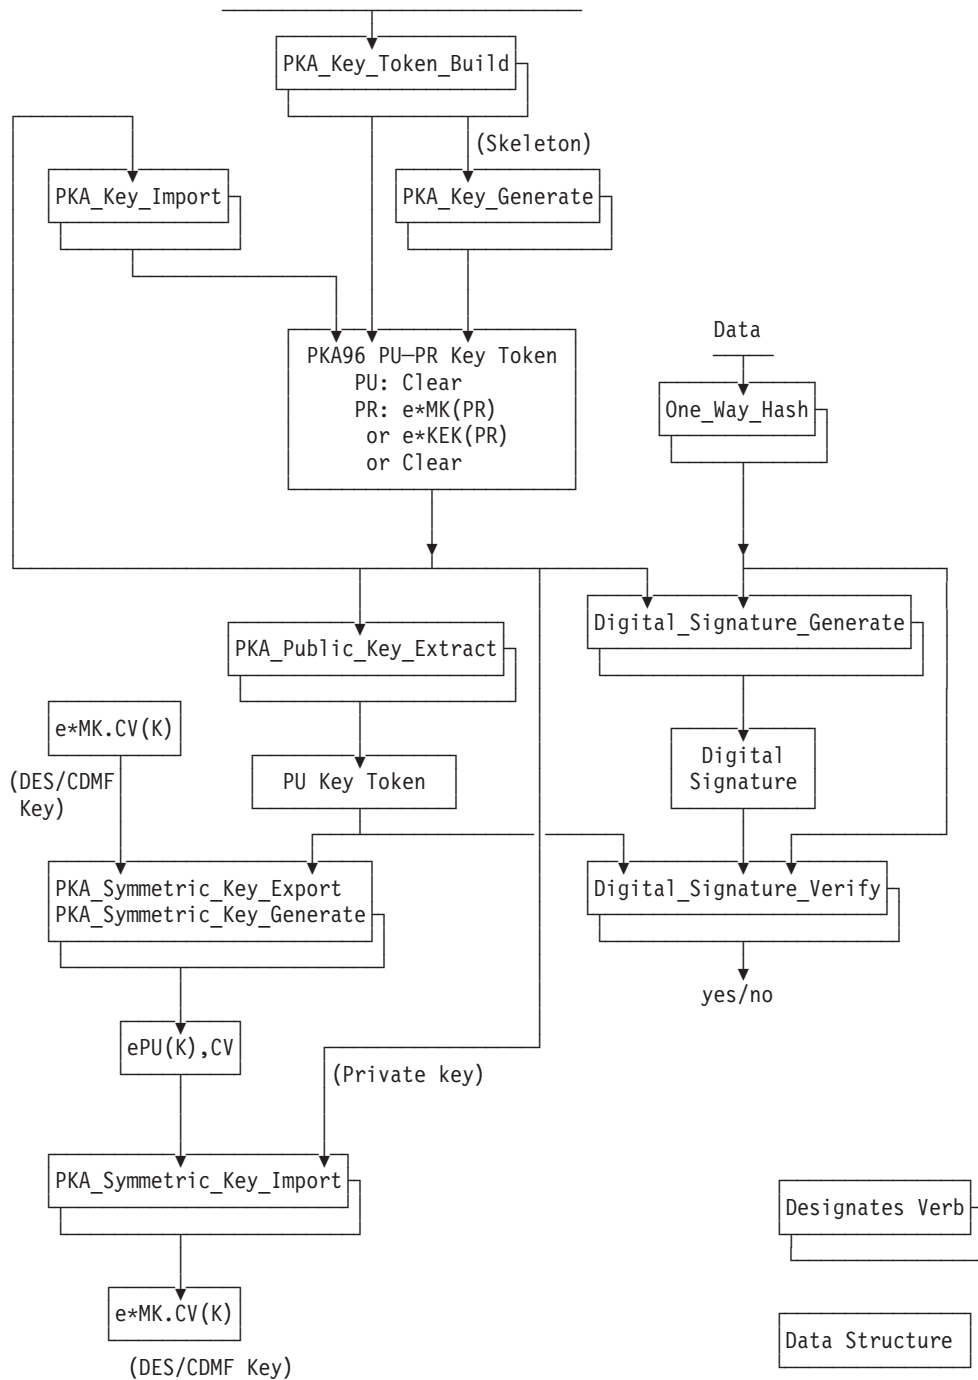 PKA_Key_Token_Build
(Skeleton)
PKA_Key_Import
PKA_Key_Generate
Data
PKA96 PU—PR Key Token
PU: Clear
PR: e*MK(PR)
or e*KEK(PR)
or Clear
One_Way_Hash
Digital_Signature_Generate
PKA_Public_Key_Extract
e*MK.CV(K)
(DES/CDMF
Key)
PU Key Token
Digital
Signature
PKA_Symmetric_Key_Export
PKA_Symmetric_Key_Generate
Digital_Signature_Verify
yes/no
ePU(K),CV
(Private key)
PKA_Symmetric_Key_Import
Designates Verb
e*MK.CV(K)
(DES/CDMF Key)
Data Structure